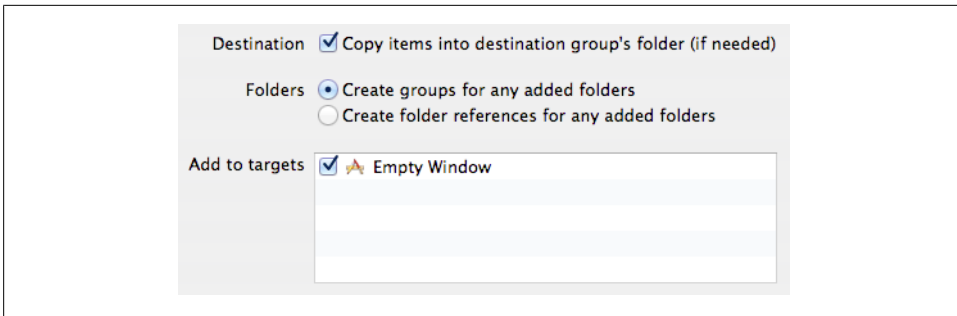 Destination Copy items into destination group's folder (if needed)
Folders Create groups for any added folders
Create folder references for any added folders
Add to targets Empty Window